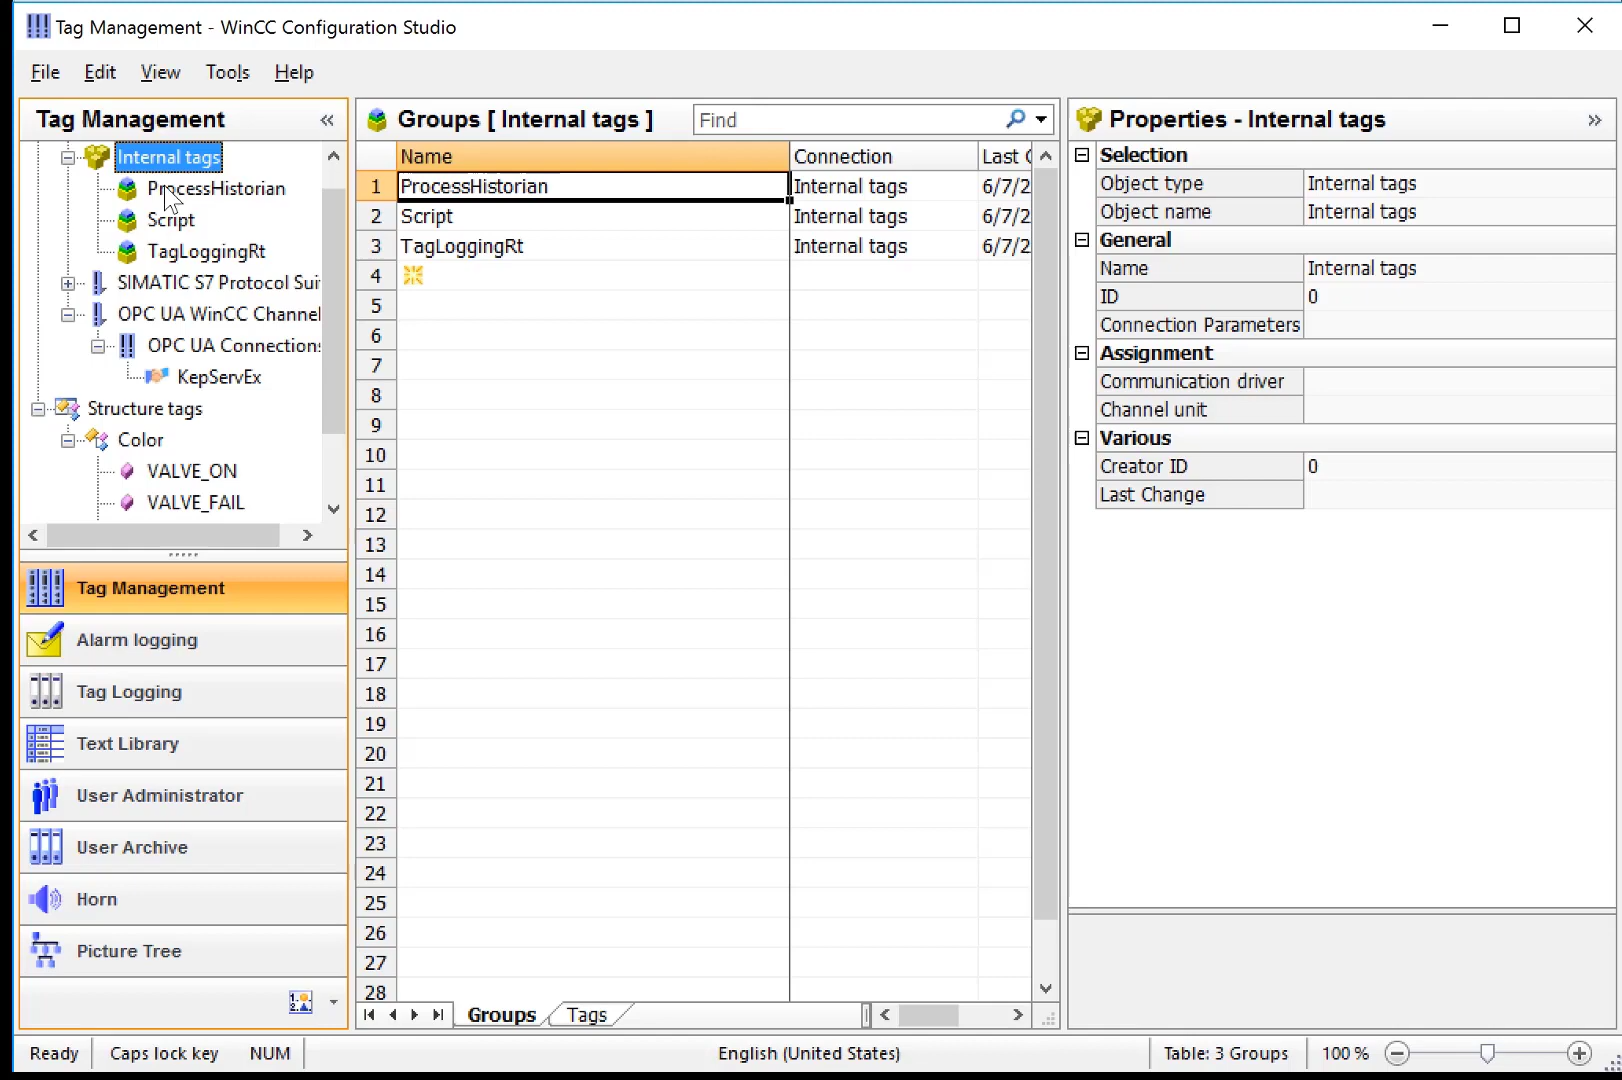 Tag Management - WinCC Configuration Studio
File Edit View Tools Help
Tag Management «
Internal tags
ProcessHistorian
Script
TagLoggingRt
SIMATIC S7 Protocol Sui
OPC UA WinCC Channel
OPC UA Connections
KepServEx
Structure tags
Color
VALVE_ON
VALVE_FAIL
Tag Management
Alarm logging
Tag Logging
Text Library
User Administrator
User Archive
Horn
Picture Tree
Groups [ Internal tags ] Find
Name Connection Last C
1 ProcessHistorian Internal tags 6/7/2
2 Script Internal tags 6/7/2
3 TagLoggingRt Internal tags 6/7/2
4
5
6
7
8
9
10
11
12
13
14
15
16
17
18
19
20
21
22
23
24
25
26
27
28
Groups Tags
Properties - Internal tags »
Selection
Object type Internal tags
Object name Internal tags
General
Name Internal tags
ID 0
Connection Parameters
Assignment
Communication driver
Channel unit
Various
Creator ID 0
Last Change
Ready Caps lock key NUM English (United States) Table: 3 Groups 100 %